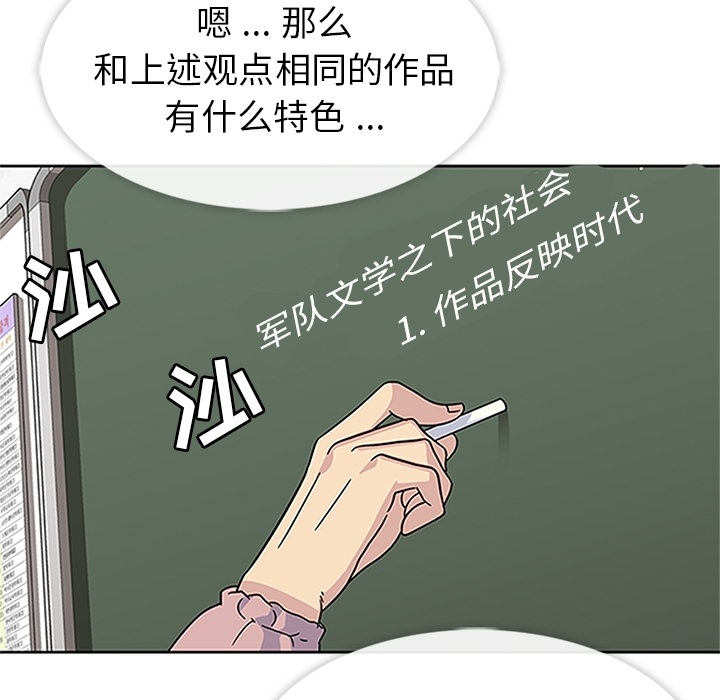 嗯 ... 那么
和上述观点相同的作品
有什么特色 ...
军队文学之下的社会
1. 作品反映时代
沙
沙